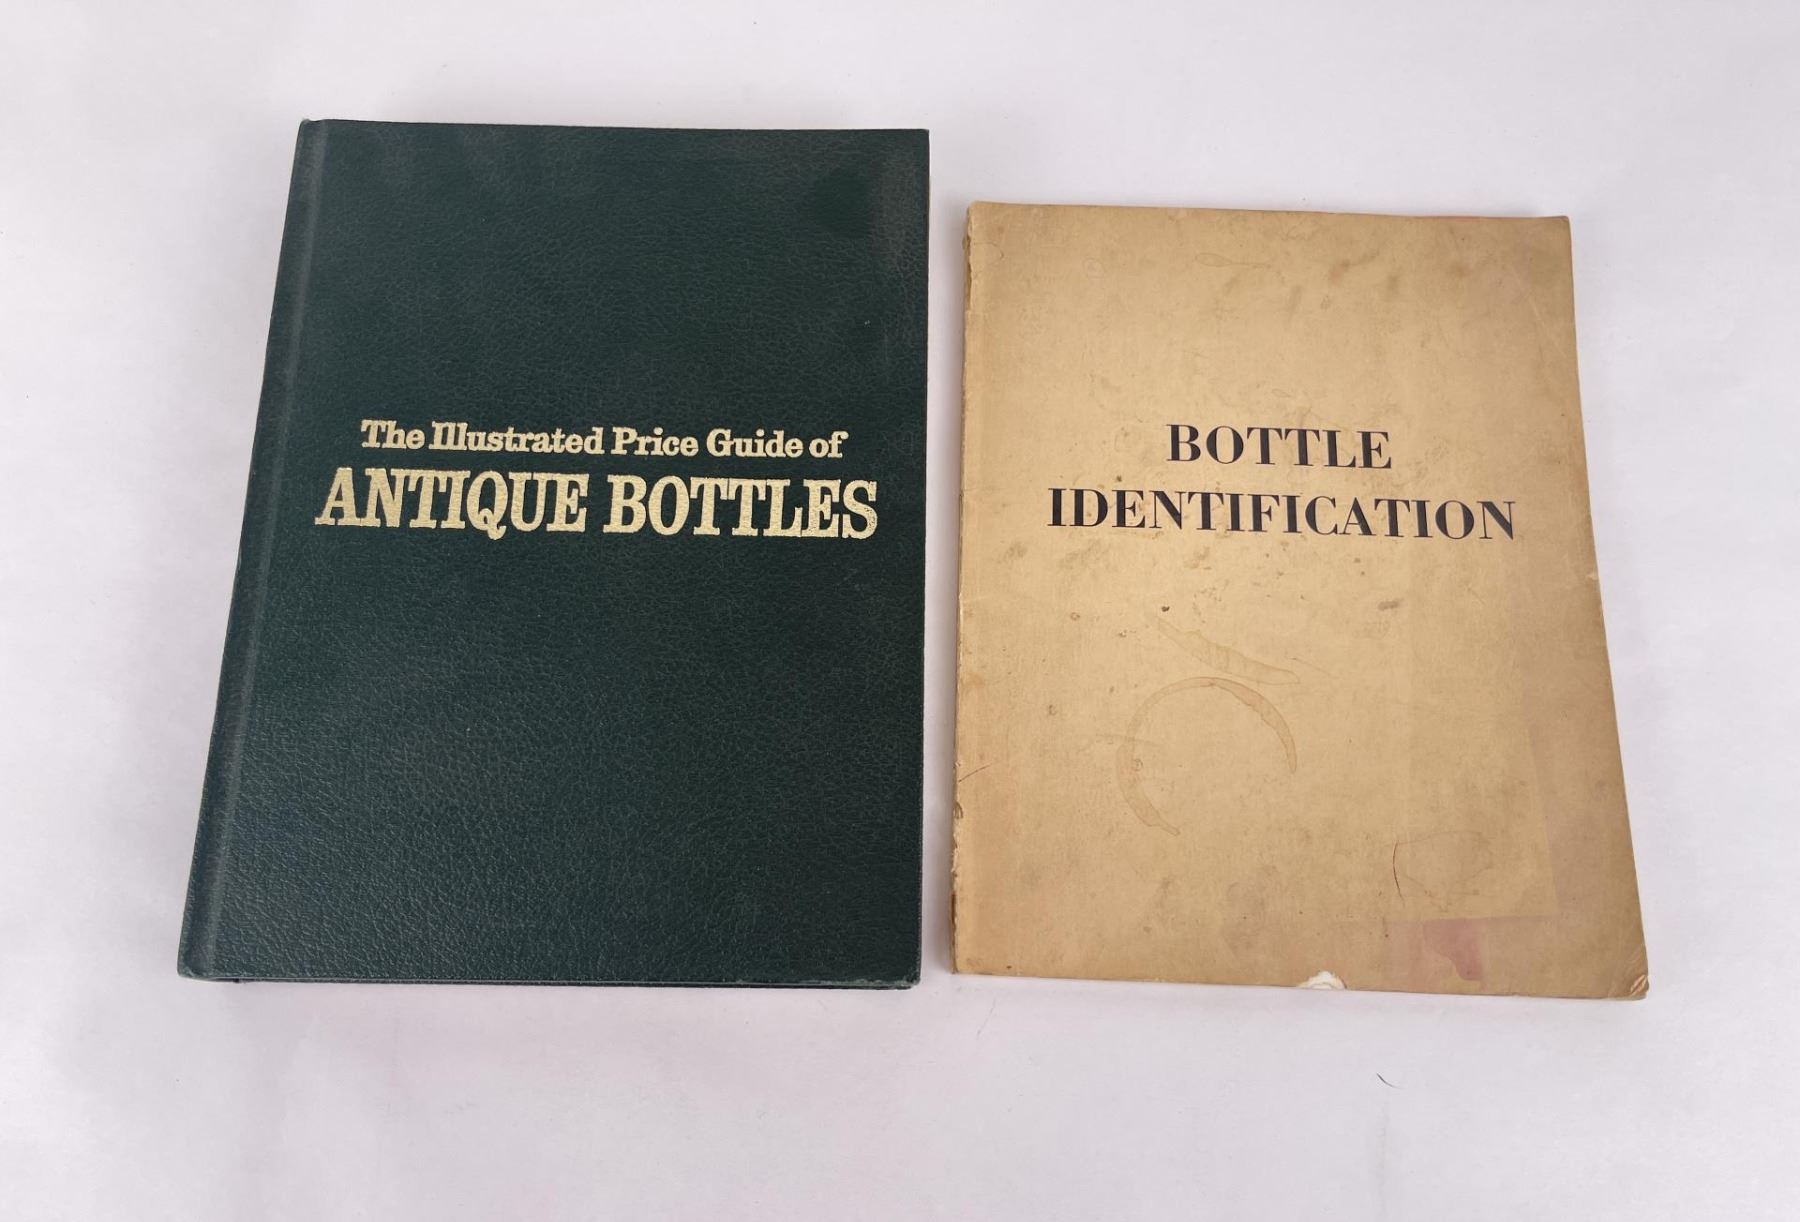 The Illustrated Price Guide of
ANTIQUE BOTTLES
BOTTLE
IDENTIFICATION